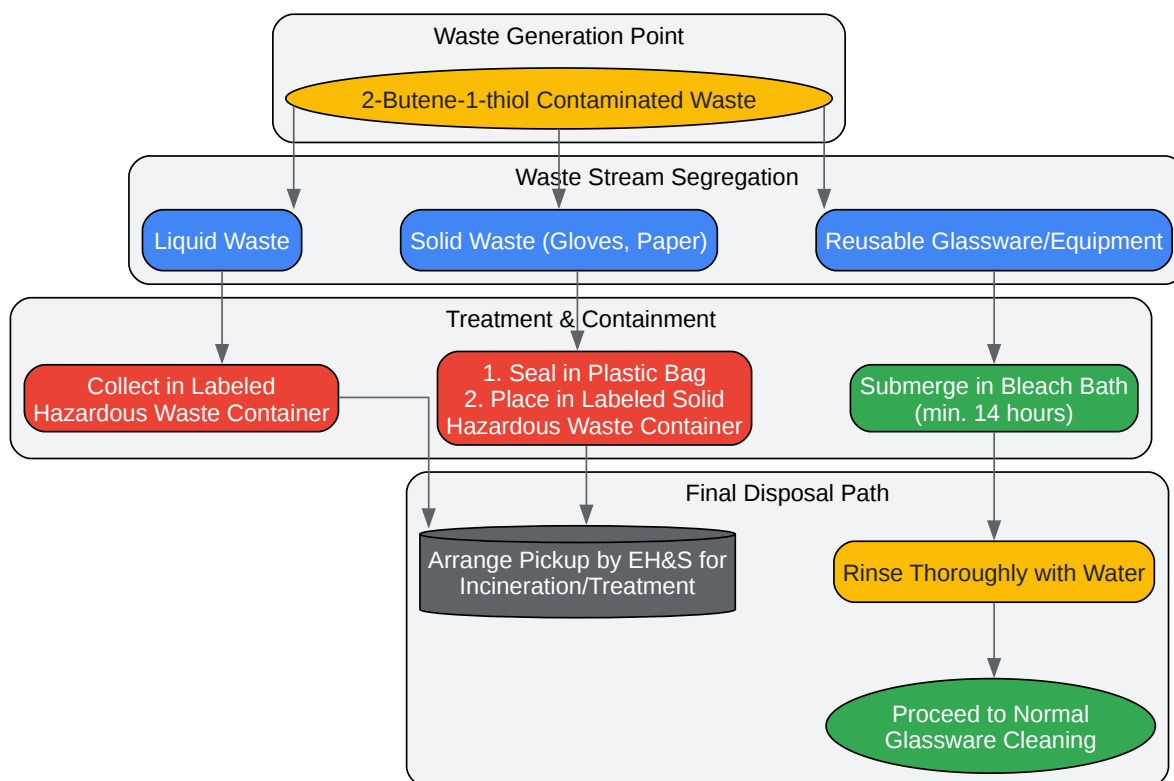 Waste Generation Point
2-Butene-1-thiol Contaminated Waste
Waste Stream Segregation
Liquid Waste
Solid Waste (Gloves, Paper)
Reusable Glassware/Equipment
Treatment & Containment
Collect in Labeled
Hazardous Waste Container
1. Seal in Plastic Bag
2. Place in Labeled Solid
Hazardous Waste Container
Submerge in Bleach Bath
(min. 14 hours)
Final Disposal Path
Arrange Pickup by EH&S for
Incineration/Treatment
Rinse Thoroughly with Water
Proceed to Normal
Glassware Cleaning